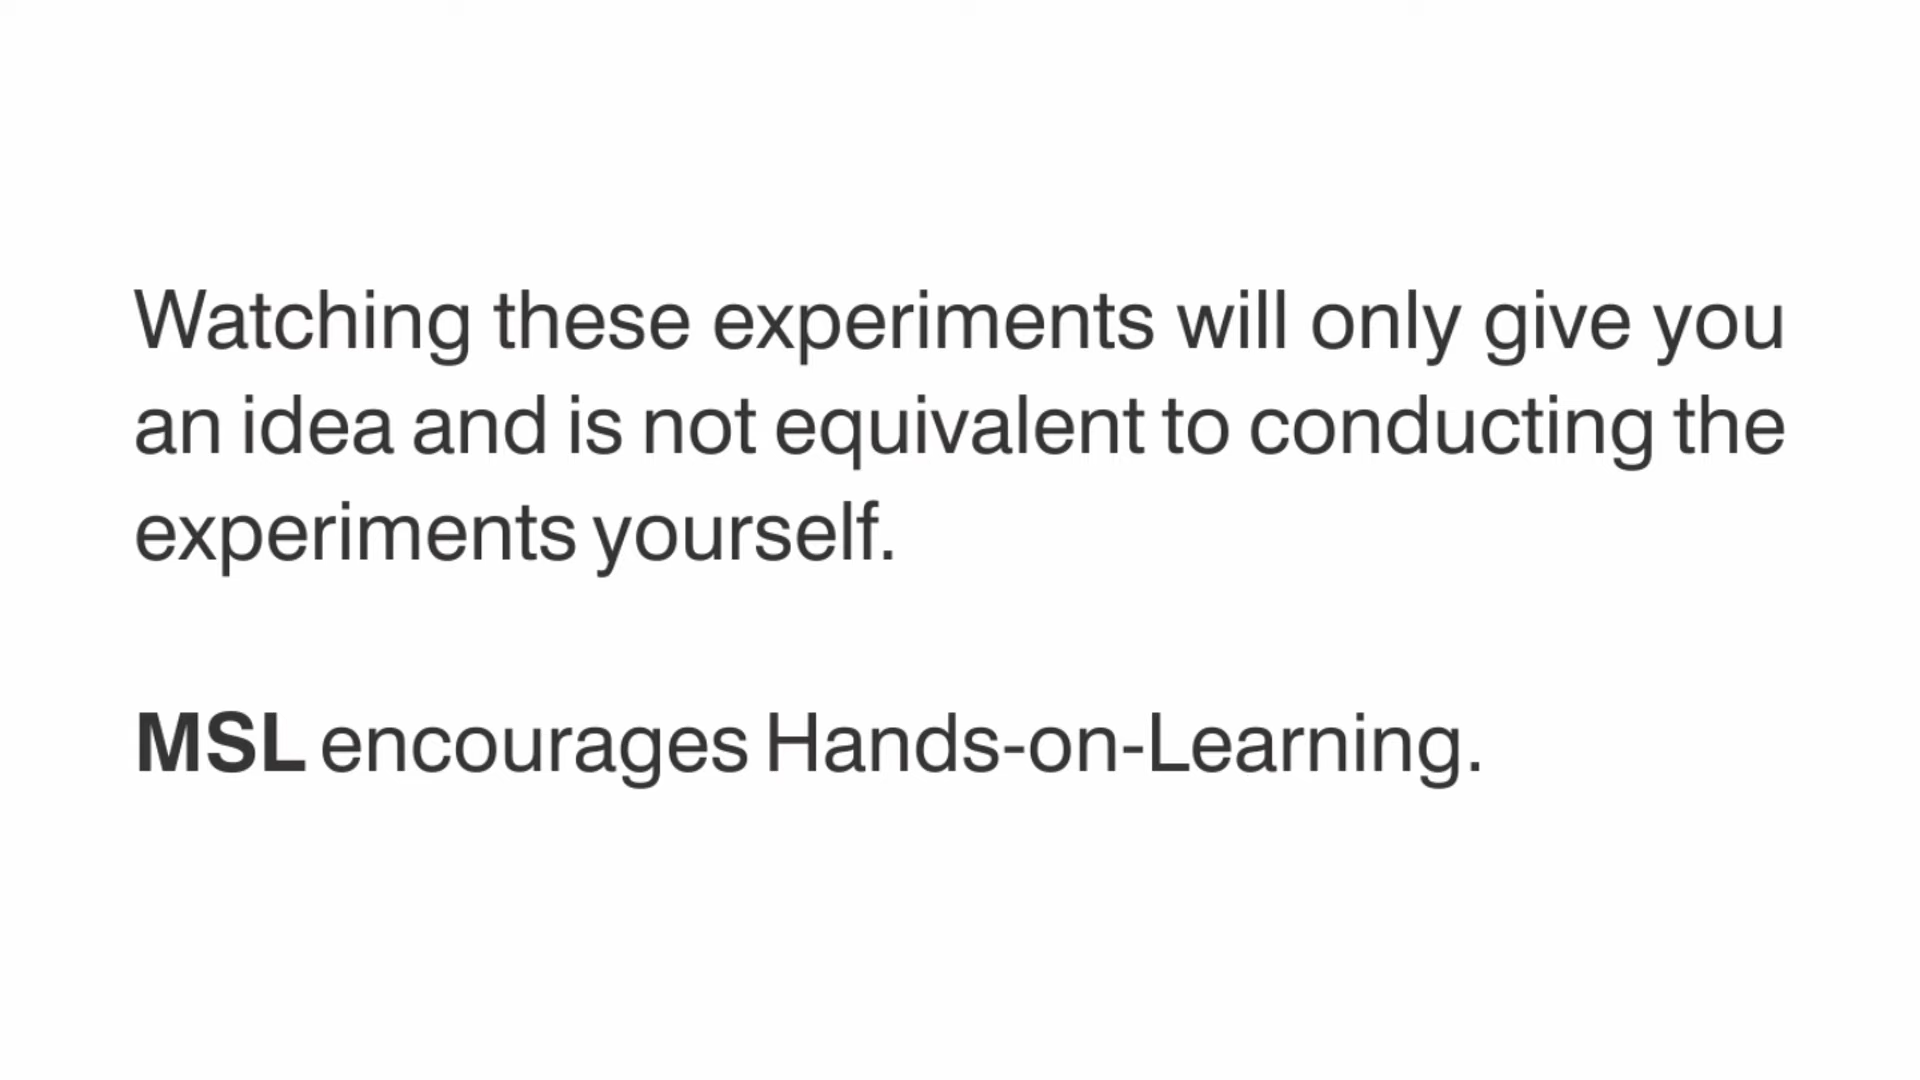 Watching these experiments will only give you
an idea and is not equivalent to conducting the
experiments yourself.
MSL encourages Hands-on-Learning.